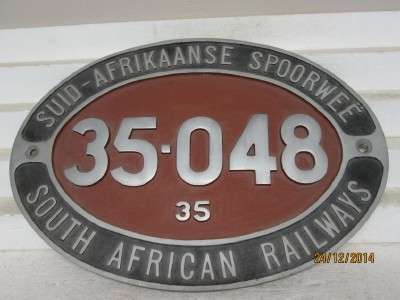 SUID-AFRIKAANSE SPOORWEË
35-048
35
SOUTH AFRICAN RAILWAYS
24/12/2014